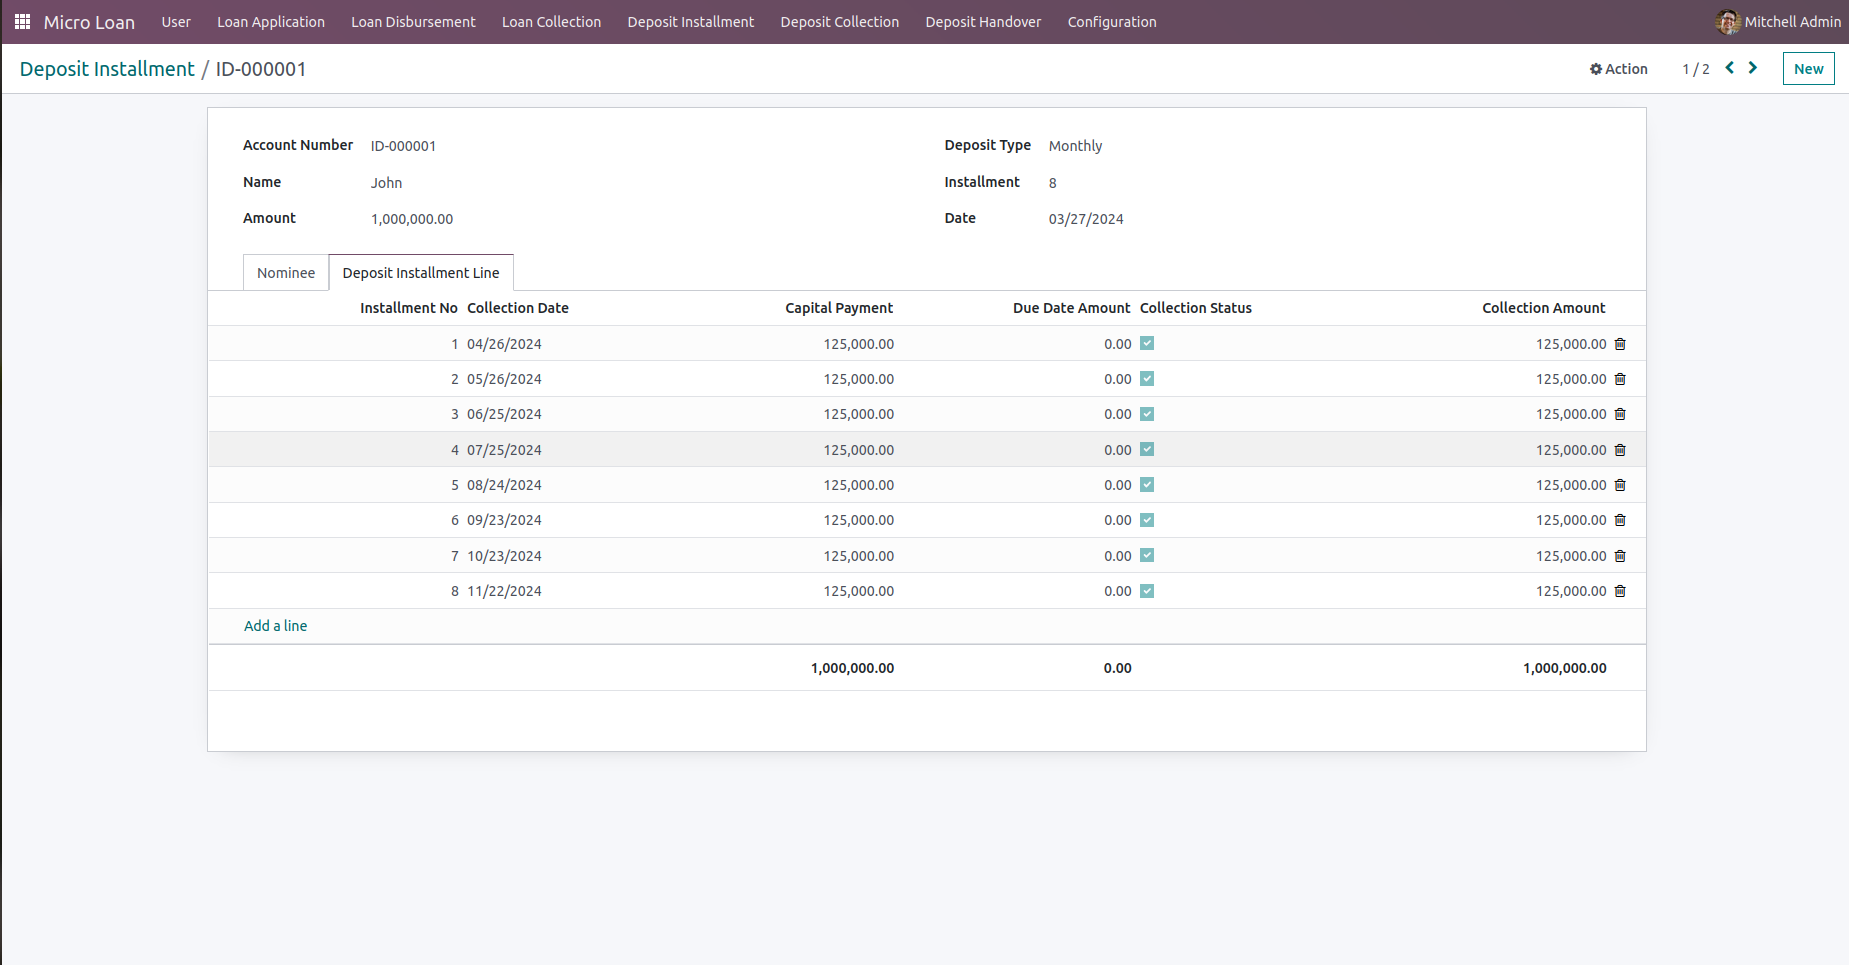 Micro Loan User Loan Application Loan Disbursement Loan Collection Deposit Installment Deposit Collection Deposit Handover Configuration Mitchell Admin
Deposit Installment / ID-000001 Action 1 / 2 New
Account Number ID-000001 Deposit Type Monthly
Name John Installment 8
Amount 1,000,000.00 Date 03/27/2024
Nominee Deposit Installment Line
Installment No Collection Date Capital Payment Due Date Amount Collection Status Collection Amount
1 04/26/2024 125,000.00 0.00 125,000.00
2 05/26/2024 125,000.00 0.00 125,000.00
3 06/25/2024 125,000.00 0.00 125,000.00
4 07/25/2024 125,000.00 0.00 125,000.00
5 08/24/2024 125,000.00 0.00 125,000.00
6 09/23/2024 125,000.00 0.00 125,000.00
7 10/23/2024 125,000.00 0.00 125,000.00
8 11/22/2024 125,000.00 0.00 125,000.00
Add a line
1,000,000.00 0.00 1,000,000.00